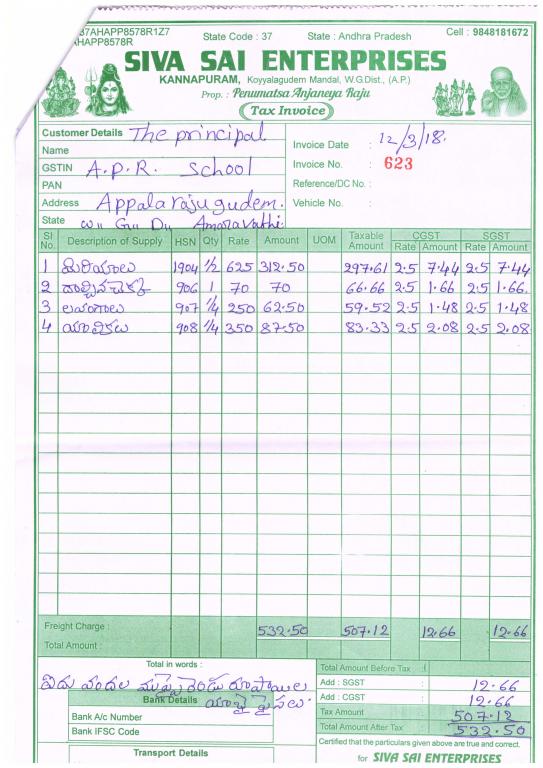 37AHAPP8578R1Z7
AHAPP8578R
State Code : 37 State : Andhra Pradesh Cell : 9848181672
SIVA SAI ENTERPRISES
KANNAPURAM, Koyyalagudem Mandal, W.G.Dist., (A.P.)
Prop. : Penumatsa Anjaneya Raju
Tax Invoice
Customer Details The principal
Name
GSTIN A.P.R. School
PAN
Address Appalarajugudem.
State W.G. Dt Amaravathi
Invoice Date : 12/3/18.
Invoice No. : 623
Reference/DC No. :
Vehicle No. :
Sl No. Description of Supply HSN Qty Rate Amount UOM Taxable Amount CGST Rate Amount SGST Rate Amount
1 మిరియాలు 1904 1/2 625 312.50 297.61 2.5 7.44 2.5 7.44
2 దాల్చినచెక్క 906 1 70 70 66.66 2.5 1.66 2.5 1.66.
3 లవంగాలు 907 1/4 250 62.50 59.52 2.5 1.48 2.5 1.48
4 యాలికలు 908 1/4 350 87.50 83.33 2.5 2.08 2.5 2.08
Freight Charge : 532.50 507.12 12.66 12.66
Total Amount :
Total in words :
ఐదు వందల ముప్పై రెండు రూపాయల
యాభై పైసలు.
Bank Details
Bank A/c Number
Bank IFSC Code
Transport Details
Total Amount Before Tax :
Add : SGST : 12.66
Add : CGST : 12.66
Tax Amount : 507.12
Total Amount After Tax : 532.50
Certified that the particulars given above are true and correct.
for SIVA SAI ENTERPRISES